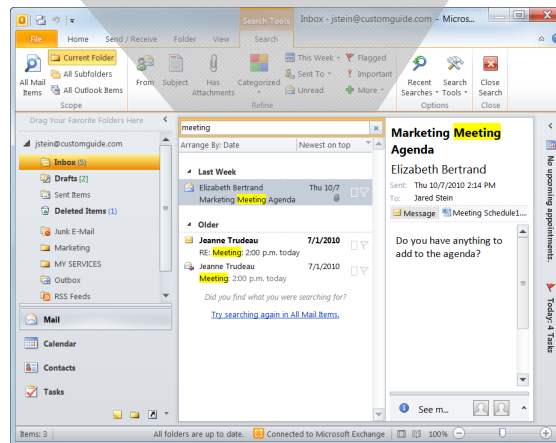 Search Tools
Inbox - jstein@customguide.com - Micros...
File Home Send / Receive Folder View Search
All Mail Items
Current Folder
All Subfolders
All Outlook Items
Scope
From
Subject
Has Attachments
Categorized
This Week
Sent To
Unread
Flagged
! Important
More
Refine
Recent Searches
Search Tools
Options
Close Search
Close
Drag Your Favorite Folders Here
jstein@customguide.com
Inbox (5)
Drafts [2]
Sent Items
Deleted Items (1)
Junk E-Mail
Marketing
MY SERVICES
Outbox
RSS Feeds
Mail
Calendar
Contacts
Tasks
meeting
Arrange By: Date Newest on top
Last Week
Elizabeth Bertrand Thu 10/7
Marketing Meeting Agenda
Older
Jeanne Trudeau 7/1/2010
RE: Meeting: 2:00 p.m. today
Jeanne Trudeau 7/1/2010
Meeting: 2:00 p.m. today
Did you find what you were searching for?
Try searching again in All Mail Items.
Marketing Meeting
Agenda
Elizabeth Bertrand
Sent: Thu 10/7/2010 2:14 PM
To: Jared Stein
Message Meeting Schedule1....
Do you have anything to
add to the agenda?
See m...
No upcoming appointments.
Today: 4 Tasks
Items: 3 All folders are up to date. Connected to Microsoft Exchange 100%